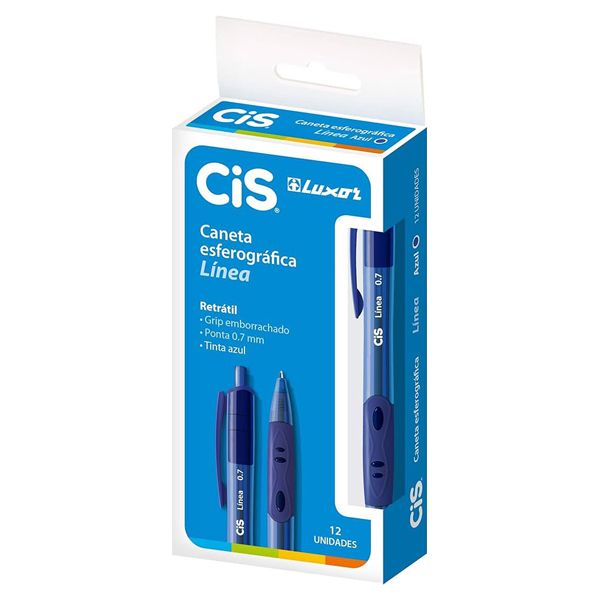 CiS®
Caneta esferográfica
Línea Azul
CiS®
Luxor
Caneta
esferográfica
Línea
Retrátil
• Grip emborrachado
• Ponta 0.7 mm
• Tinta azul
CiS Línea 0.7
CiS Línea 0.7
12
UNIDADES
CiS®
Caneta esferográfica
Línea
Azul
12 UNIDADES